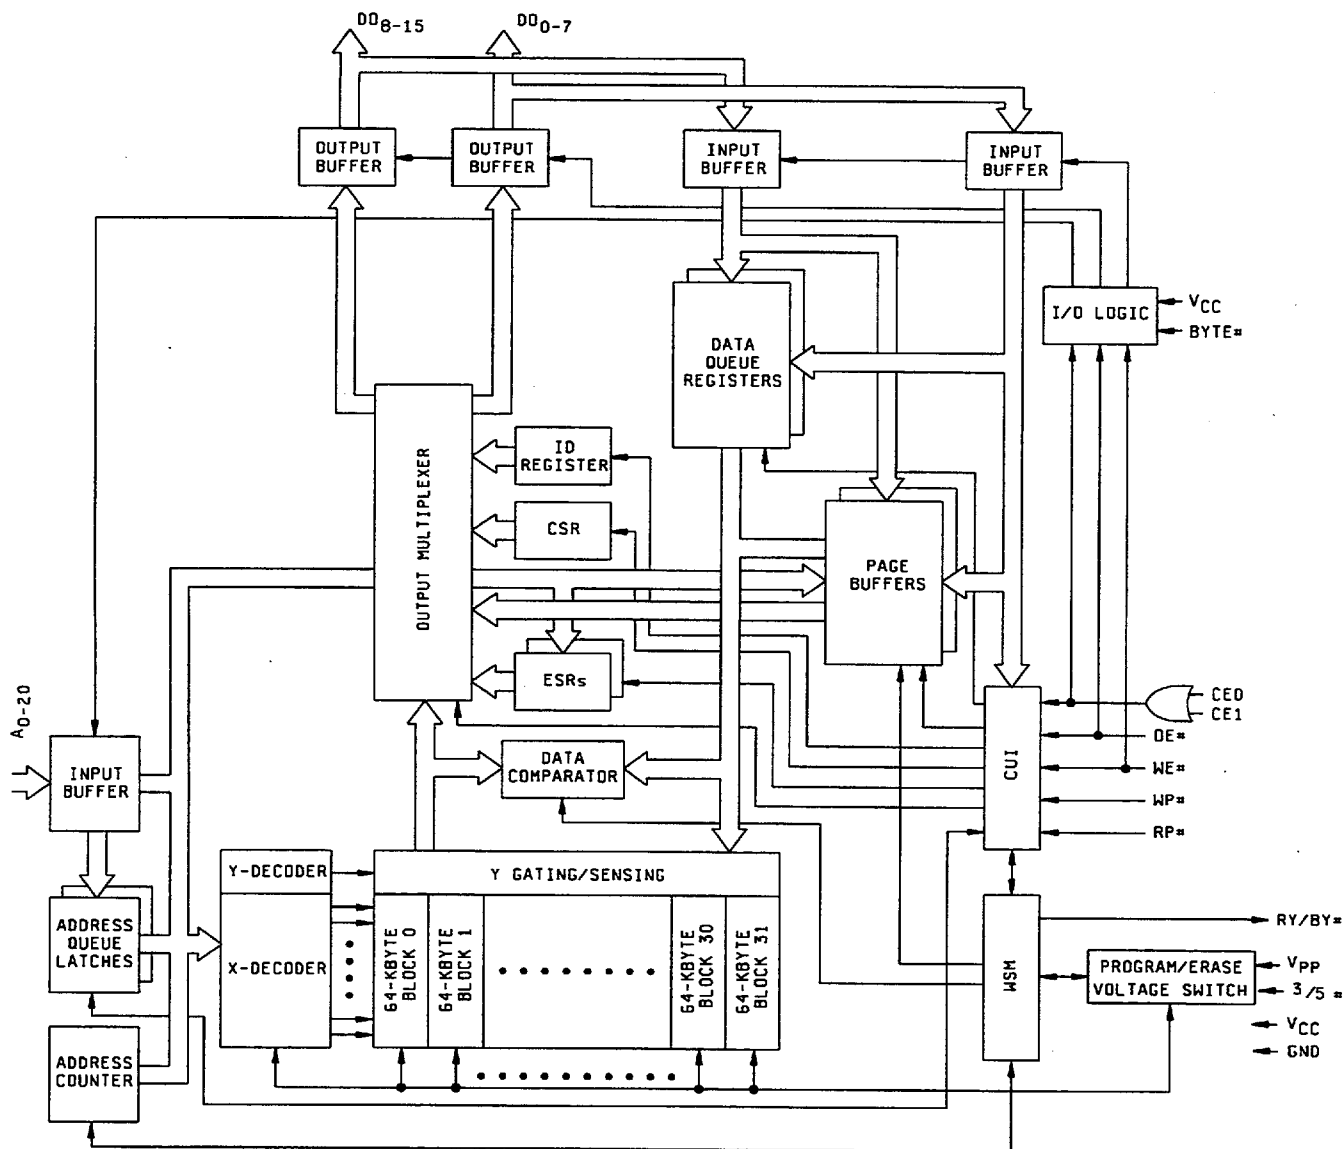 DO8-15
DO0-7
OUTPUT
BUFFER
OUTPUT
BUFFER
INPUT
BUFFER
INPUT
BUFFER
I/O LOGIC
VCC
BYTE#
DATA
QUEUE
REGISTERS
OUTPUT MULTIPLEXER
ID
REGISTER
CSR
PAGE
BUFFERS
ESRs
CE0
CE1
OE#
WE#
WP#
RP#
CUI
A0-20
INPUT
BUFFER
DATA
COMPARATOR
Y-DECODER
Y GATING/SENSING
ADDRESS
QUEUE
LATCHES
X-DECODER
64-KBYTE
BLOCK 0
64-KBYTE
BLOCK 1
64-KBYTE
BLOCK 30
64-KBYTE
BLOCK 31
WSM
RY/BY#
PROGRAM/ERASE
VOLTAGE SWITCH
VPP
3/5#
VCC
GND
ADDRESS
COUNTER